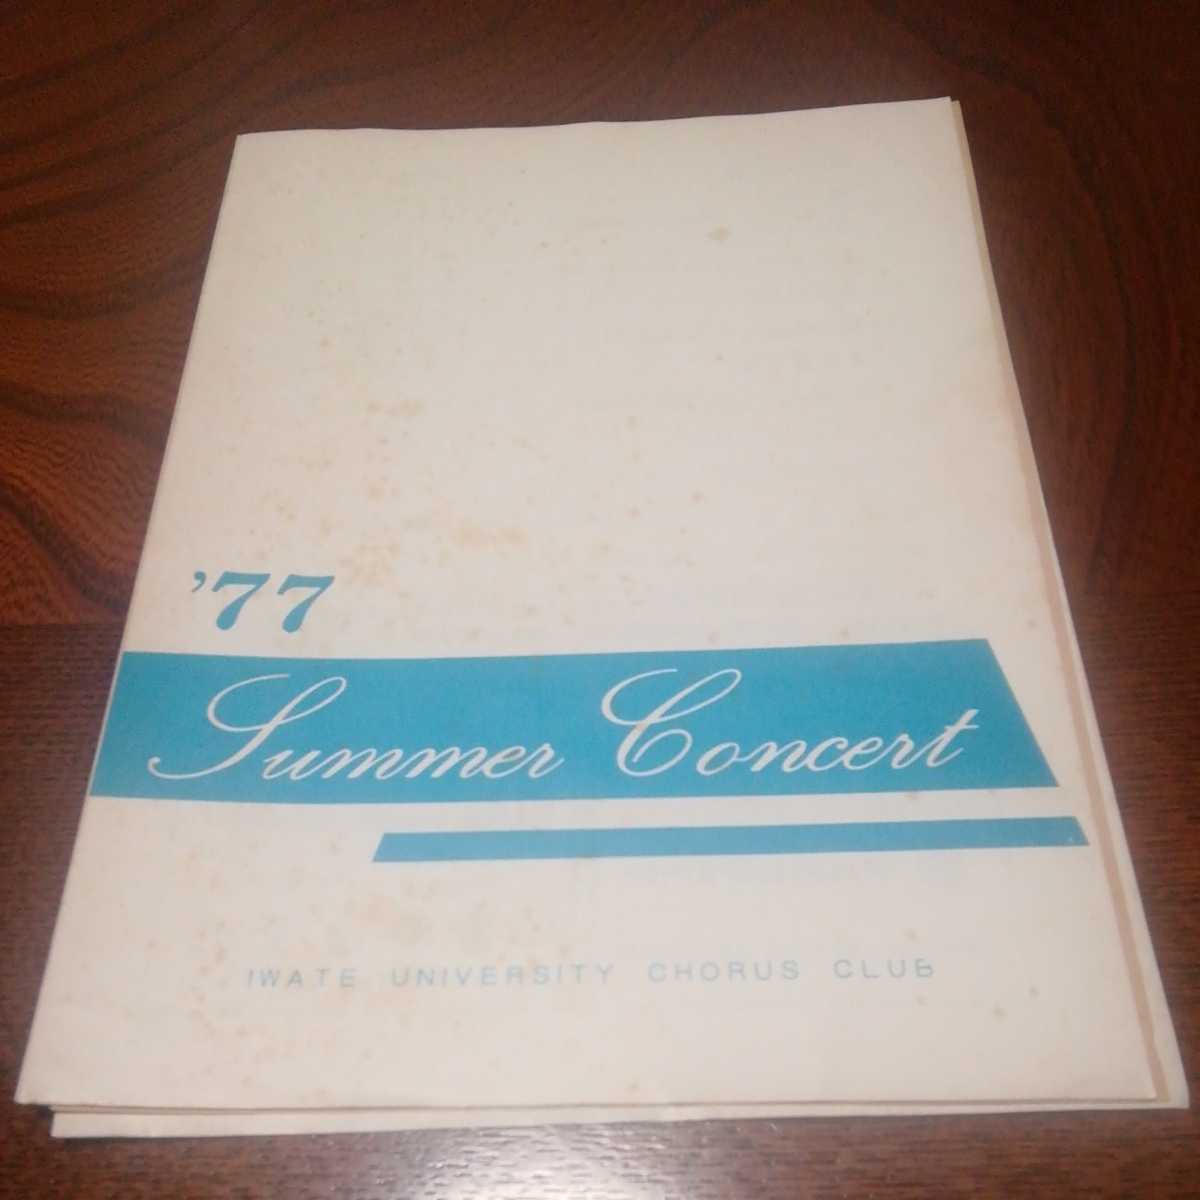 ’77
Summer Concert
IWATE UNIVERSITY CHORUS CLUB